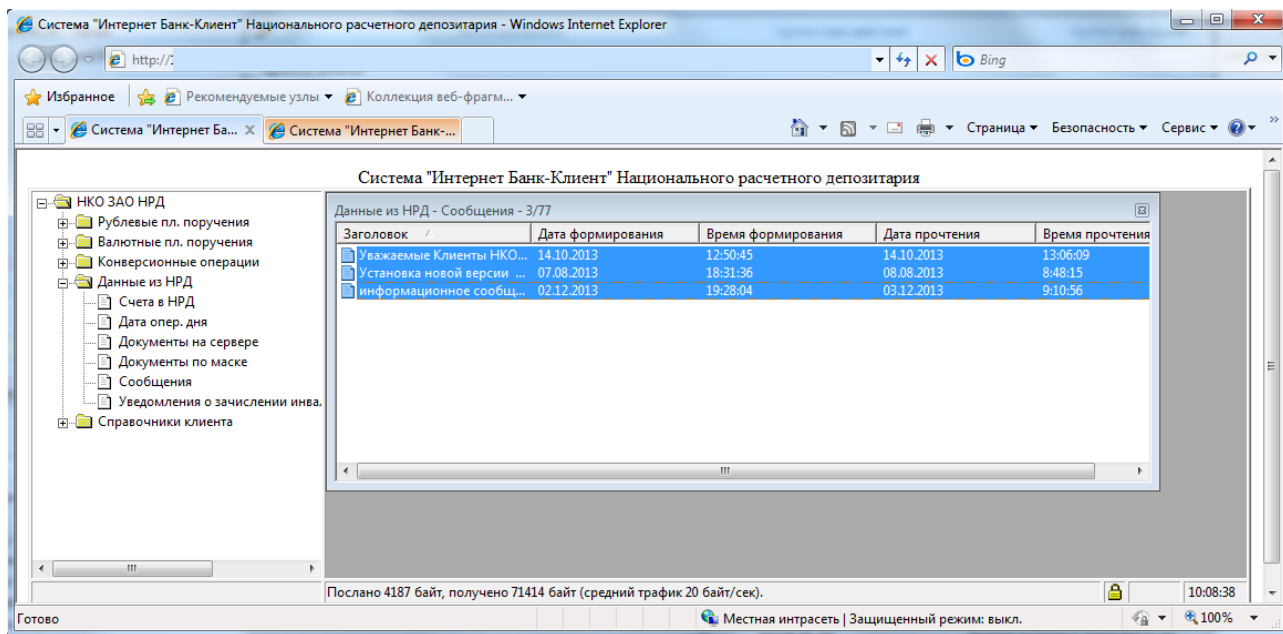 Система "Интернет Банк-Клиент" Национального расчетного депозитария - Windows Internet Explorer
http://
Bing
Избранное Рекомендуемые узлы Коллекция веб-фрагм...
Система "Интернет Ба... Система "Интернет Банк-... Страница Безопасность Сервис
Система "Интернет Банк-Клиент" Национального расчетного депозитария
НКО ЗАО НРД
Рублевые пл. поручения
Валютные пл. поручения
Конверсионные операции
Данные из НРД
Счета в НРД
Дата опер. дня
Документы на сервере
Документы по маске
Сообщения
Уведомления о зачислении инва.
Справочники клиента
Данные из НРД - Сообщения - 3/77
Заголовок Дата формирования Время формирования Дата прочтения Время прочтения
Уважаемые Клиенты НКО... 14.10.2013 12:50:45 14.10.2013 13:06:09
Установка новой версии ... 07.08.2013 18:31:36 08.08.2013 8:48:15
информационное сообщ... 02.12.2013 19:28:04 03.12.2013 9:10:56
Послано 4187 байт, получено 71414 байт (средний трафик 20 байт/сек). 10:08:38
Готово Местная интрасеть | Защищенный режим: выкл. 100%